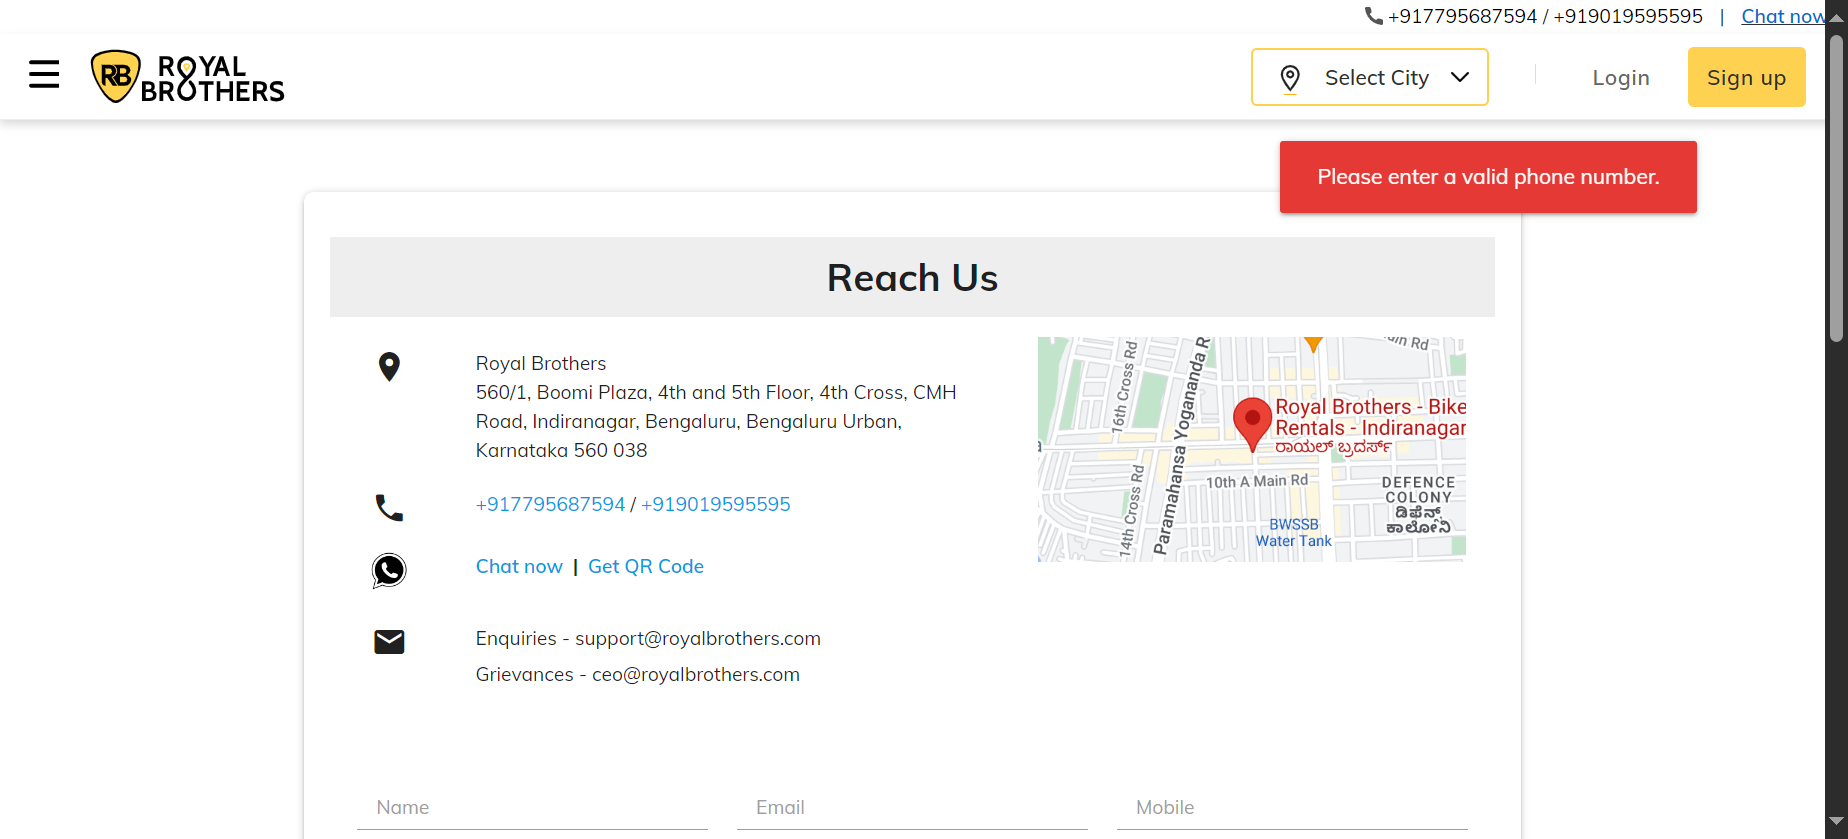 +917795687594 / +919019595595 | Chat now
RB ROYAL BROTHERS
Select City
Login
Sign up
Please enter a valid phone number.
Reach Us
Royal Brothers
560/1, Boomi Plaza, 4th and 5th Floor, 4th Cross, CMH
Road, Indiranagar, Bengaluru, Bengaluru Urban,
Karnataka 560 038
+917795687594 / +919019595595
Chat now | Get QR Code
Enquiries - support@royalbrothers.com
Grievances - ceo@royalbrothers.com
16th Cross Rd
Paramahansa Yogananda R
14th Cross Rd
Royal Brothers - Bike
Rentals - Indiranagar
ರಾಯಲ್ ಬ್ರದರ್ಸ್
10th A Main Rd
DEFENCE
COLONY
ಡಿಫೆನ್ಸ್
ಕಾಲೋನಿ
BWSSB
Water Tank
Name
Email
Mobile